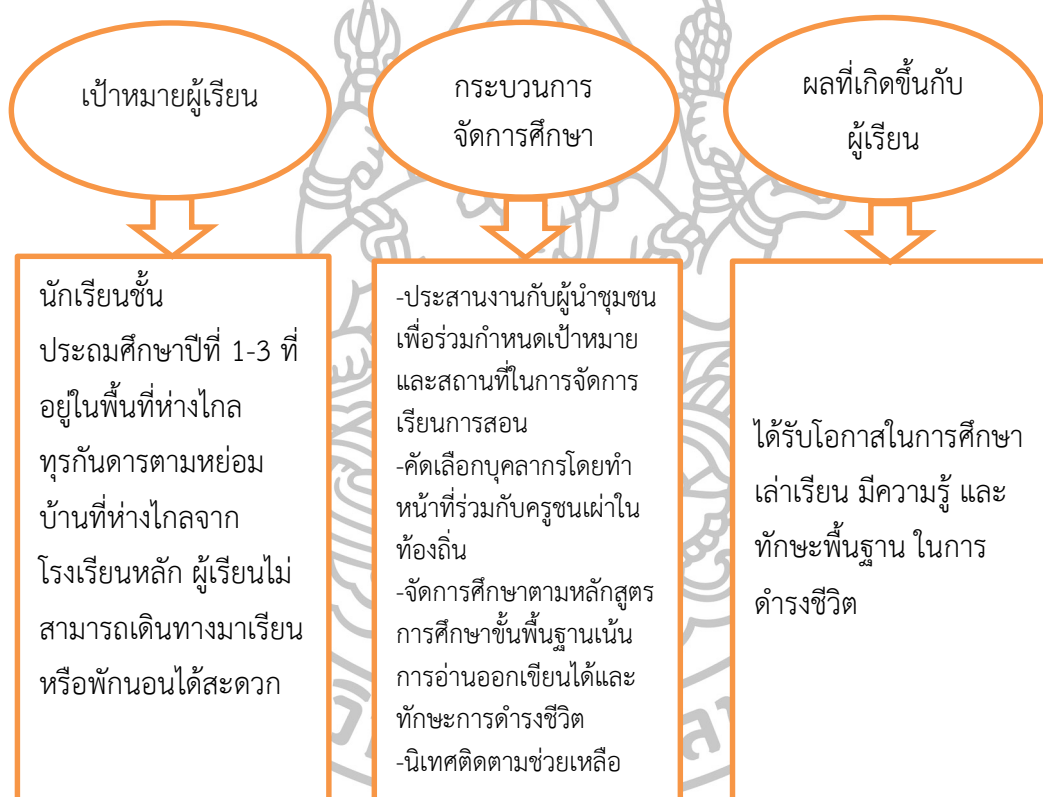 เป้าหมายผู้เรียน
นักเรียนชั้น
ประถมศึกษาปีที่ 1-3 ที่
อยู่ในพื้นที่ห่างไกล
ทุรกันดารตามหย่อม
บ้านที่ห่างไกลจาก
โรงเรียนหลัก ผู้เรียนไม่
สามารถเดินทางมาเรียน
หรือพักนอนได้สะดวก
กระบวนการ
จัดการศึกษา
-ประสานงานกับผู้นำชุมชน
เพื่อร่วมกำหนดเป้าหมาย
และสถานที่ในการจัดการ
เรียนการสอน
-คัดเลือกบุคลากรโดยทำ
หน้าที่ร่วมกับครูชนเผ่าใน
ท้องถิ่น
-จัดการศึกษาตามหลักสูตร
การศึกษาขั้นพื้นฐานเน้น
การอ่านออกเขียนได้และ
ทักษะการดำรงชีวิต
-นิเทศติดตามช่วยเหลือ
ผลที่เกิดขึ้นกับ
ผู้เรียน
ได้รับโอกาสในการศึกษา
เล่าเรียน มีความรู้ และ
ทักษะพื้นฐาน ในการ
ดำรงชีวิต